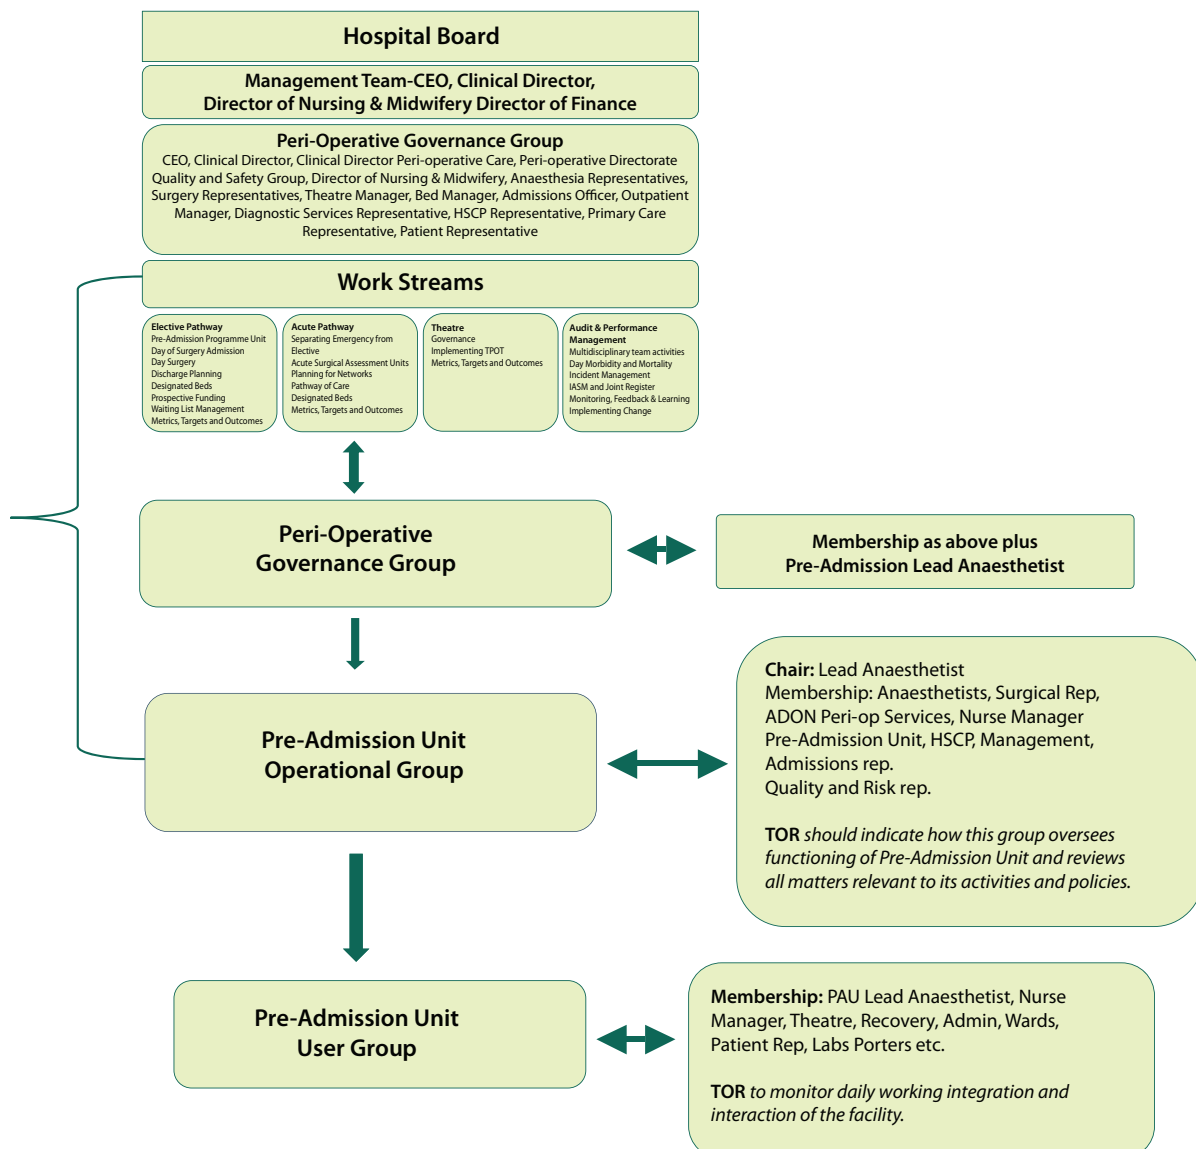 Hospital Board
Management Team-CEO, Clinical Director,
Director of Nursing & Midwifery Director of Finance
Peri-Operative Governance Group
CEO, Clinical Director, Clinical Director Peri-operative Care, Peri-operative Directorate
Quality and Safety Group, Director of Nursing & Midwifery, Anaesthesia Representatives,
Surgery Representatives, Theatre Manager, Bed Manager, Admissions Officer, Outpatient
Manager, Diagnostic Services Representative, HSCP Representative, Primary Care
Representative, Patient Representative
Work Streams
Elective Pathway
Pre-Admission Programme Unit
Day of Surgery Admission
Day Surgery
Discharge Planning
Designated Beds
Prospective Funding
Waiting List Management
Metrics, Targets and Outcomes
Acute Pathway
Separating Emergency from
Elective
Acute Surgical Assessment Units
Planning for Networks
Pathway of Care
Designated Beds
Metrics, Targets and Outcomes
Theatre
Governance
Implementing TPOT
Metrics, Targets and Outcomes
Audit & Performance
Management
Multidisciplinary team activities
Day Morbidity and Mortality
Incident Management
IASM and Joint Register
Monitoring, Feedback & Learning
Implementing Change
Peri-Operative
Governance Group
Membership as above plus
Pre-Admission Lead Anaesthetist
Pre-Admission Unit
Operational Group
Chair: Lead Anaesthetist
Membership: Anaesthetists, Surgical Rep,
ADON Peri-op Services, Nurse Manager
Pre-Admission Unit, HSCP, Management,
Admissions rep.
Quality and Risk rep.
TOR should indicate how this group oversees
functioning of Pre-Admission Unit and reviews
all matters relevant to its activities and policies.
Pre-Admission Unit
User Group
Membership: PAU Lead Anaesthetist, Nurse
Manager, Theatre, Recovery, Admin, Wards,
Patient Rep, Labs Porters etc.
TOR to monitor daily working integration and
interaction of the facility.